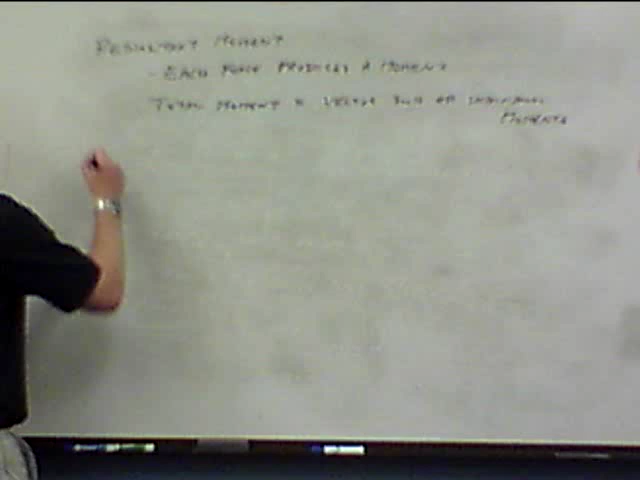 RESULTANT MOMENT
- EACH FORCE PRODUCES A MOMENT
TOTAL MOMENT = VECTOR SUM OF INDIVIDUAL
MOMENTS